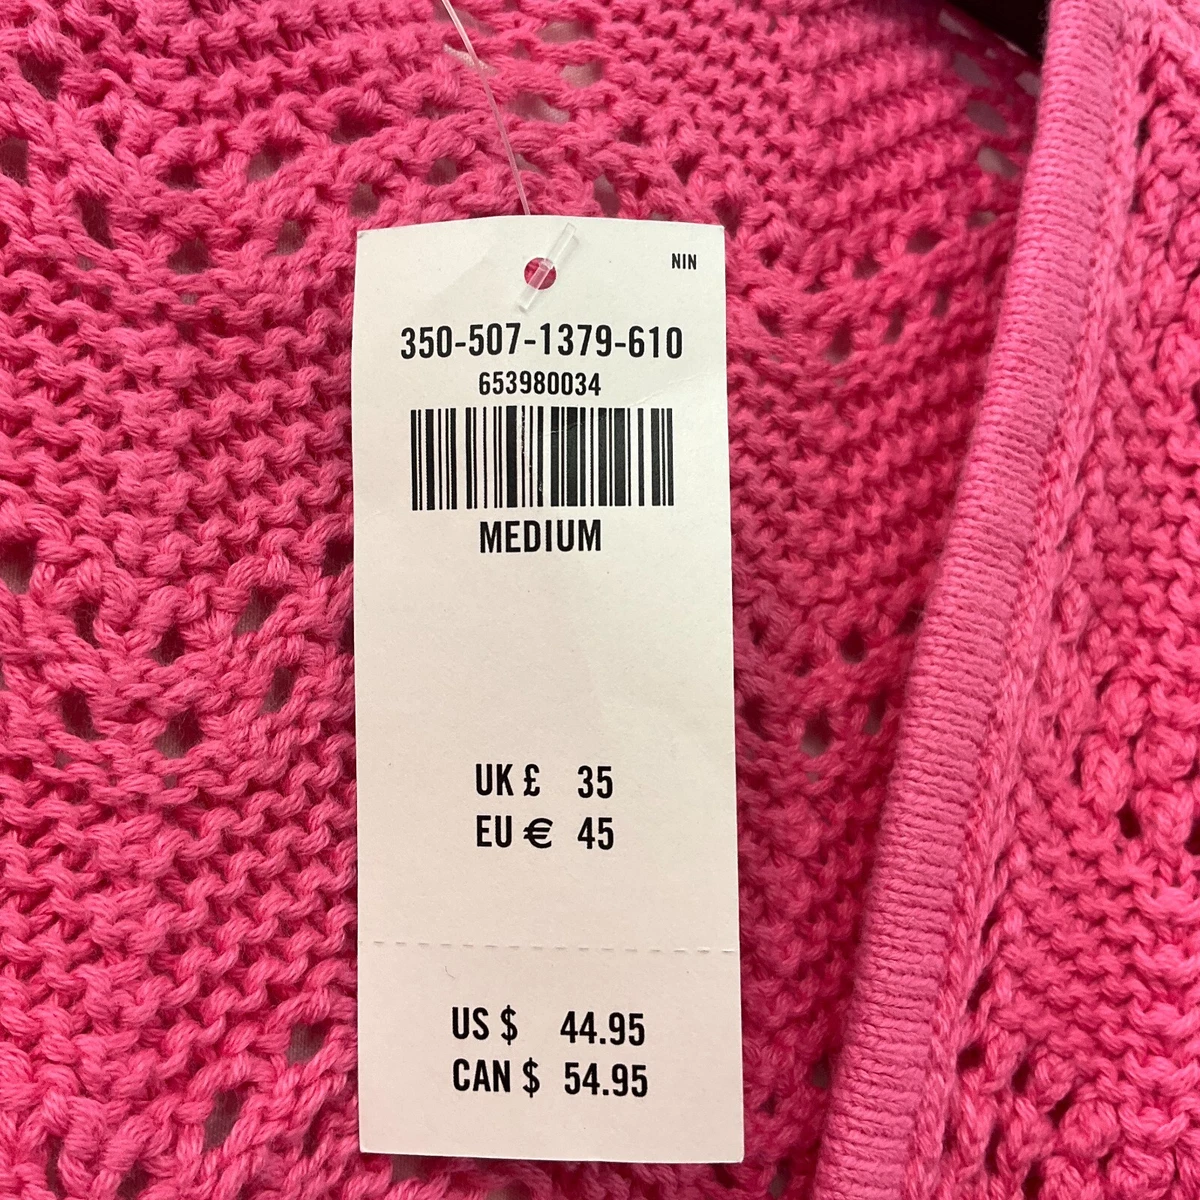 NIN
350-507-1379-610
653980034
MEDIUM
UK £ 35
EU € 45
US $ 44.95
CAN $ 54.95